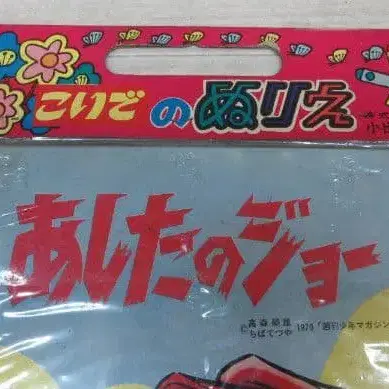 こいでのぬりえ
あしたのジョー
高森朝雄
ちばてつや 1970「週刊少年マガジン